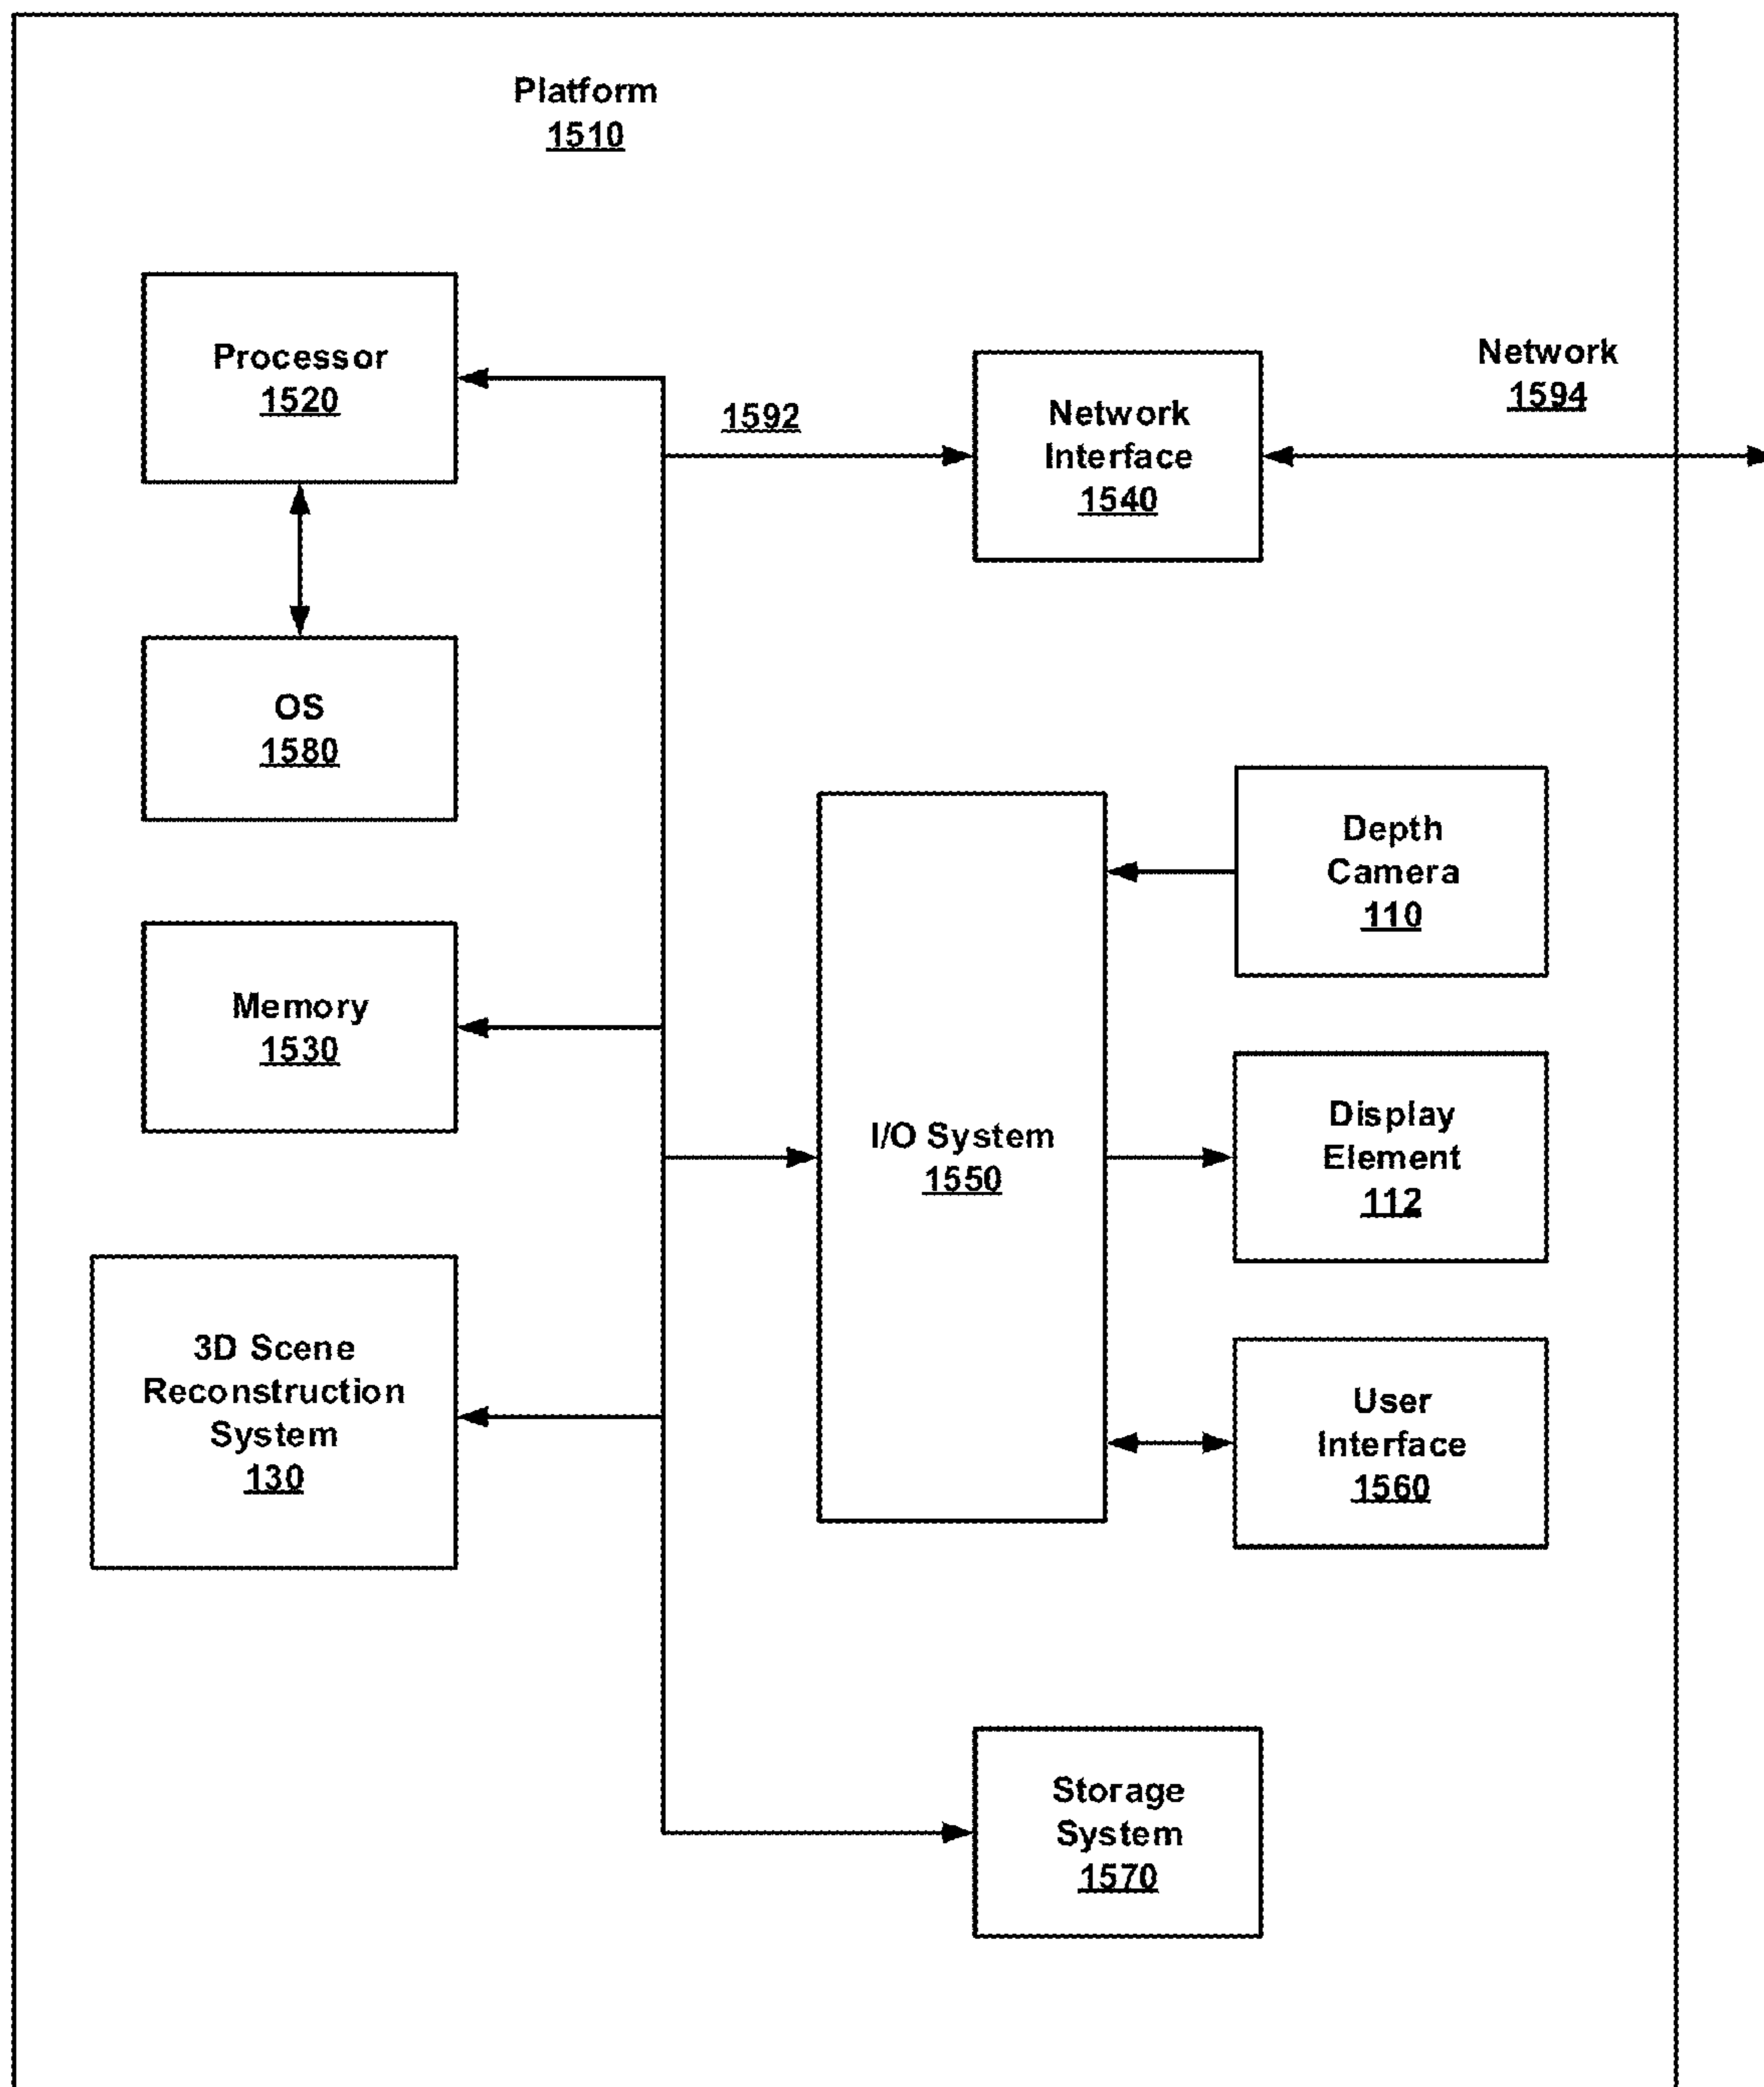 Platform
1510
Processor
1520
1592
Network
Interface
1540
Network
1594
OS
1580
Depth
Camera
110
Memory
1530
I/O System
1550
Display
Element
112
3D Scene
Reconstruction
System
130
User
Interface
1560
Storage
System
1570